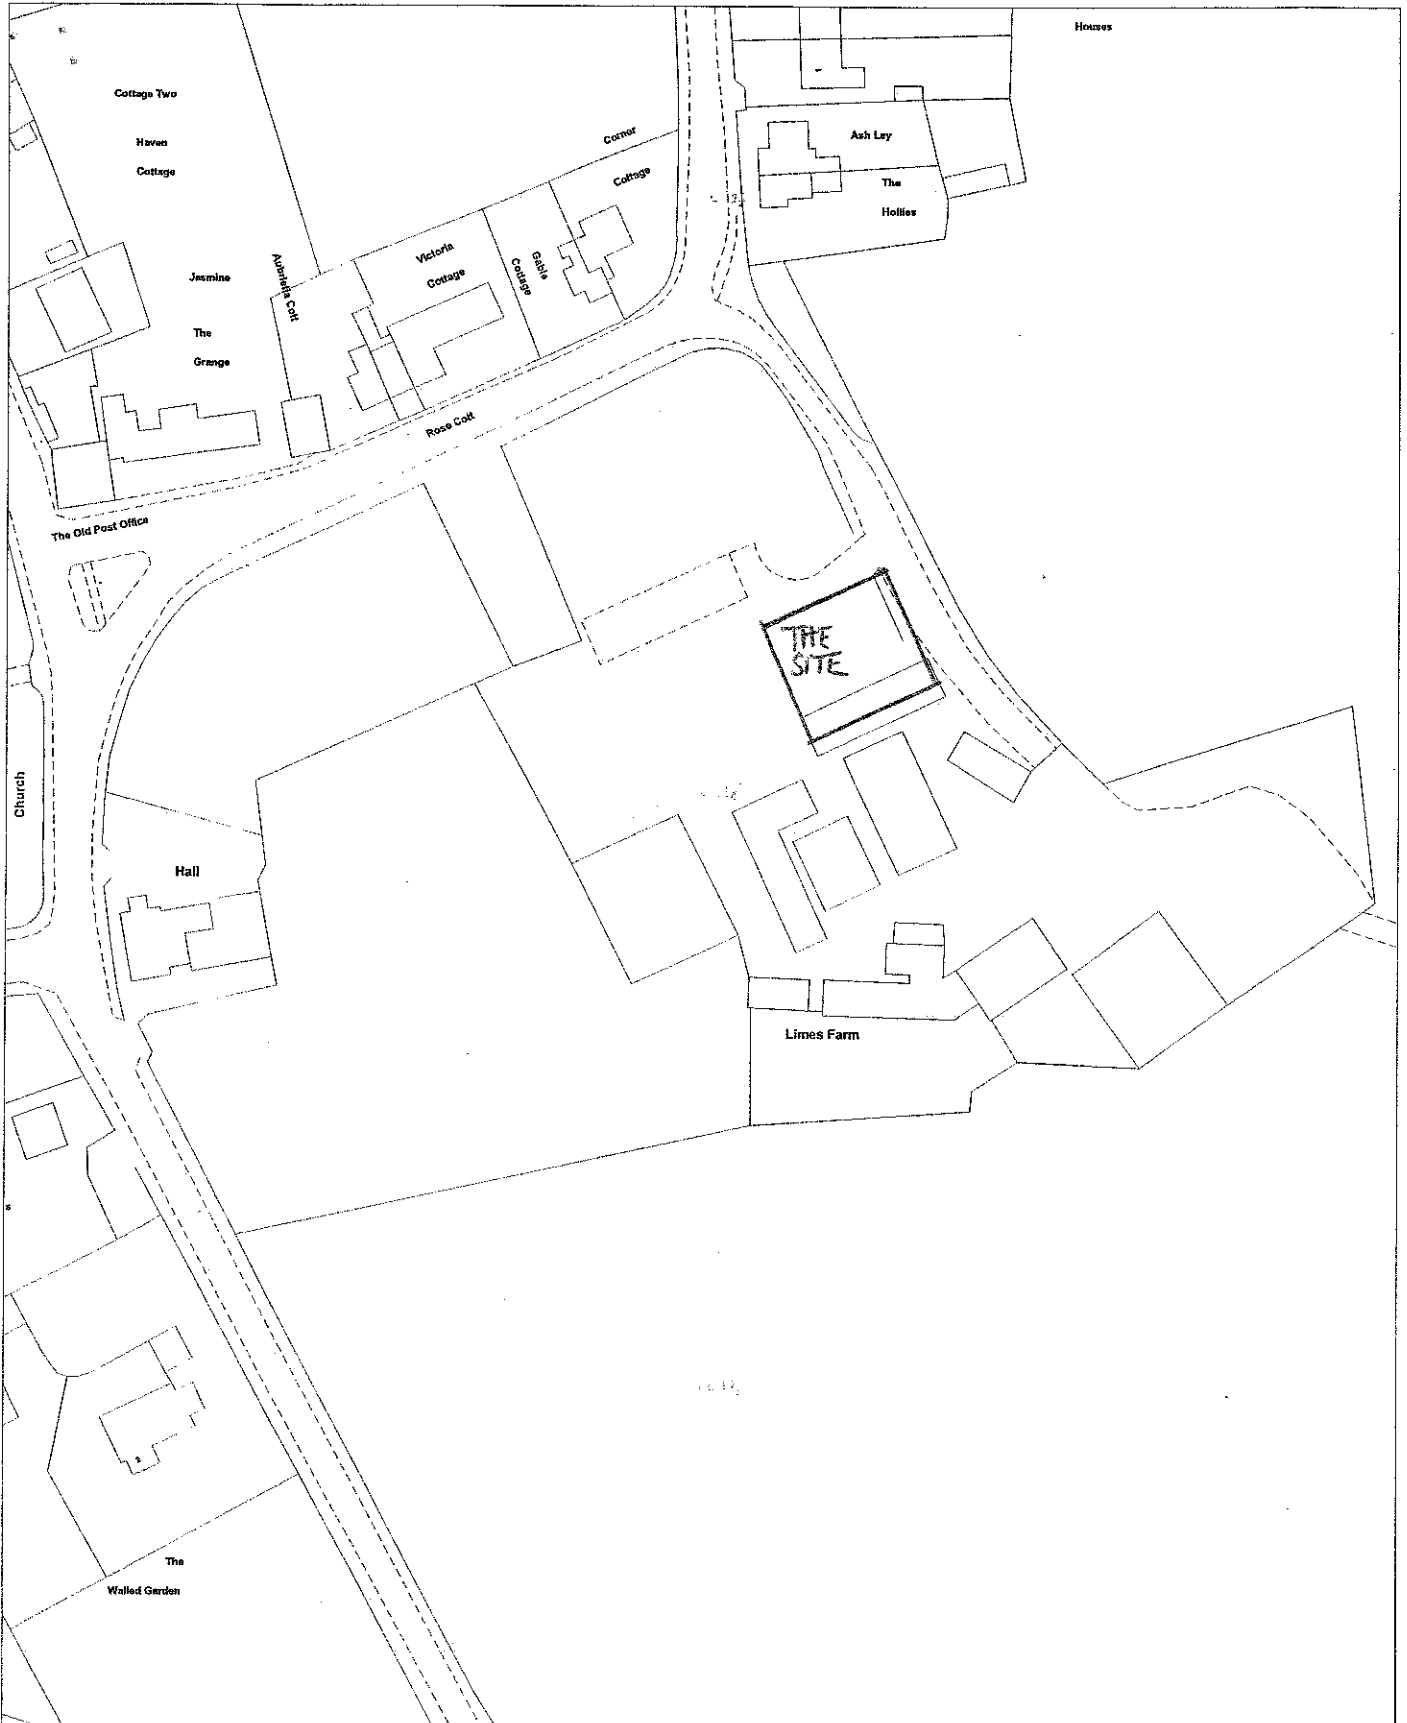 Houses
Cottage Two
Haven
Cottage
Corner
Cottage
Ash Ley
The
Hollies
Jasmine
Aubrietia Cott
Victoria
Cottage
Gable
Cottage
The
Grange
Rose Cott
The Old Post Office
THE
SITE
Church
Hall
Limes Farm
The
Walled Garden